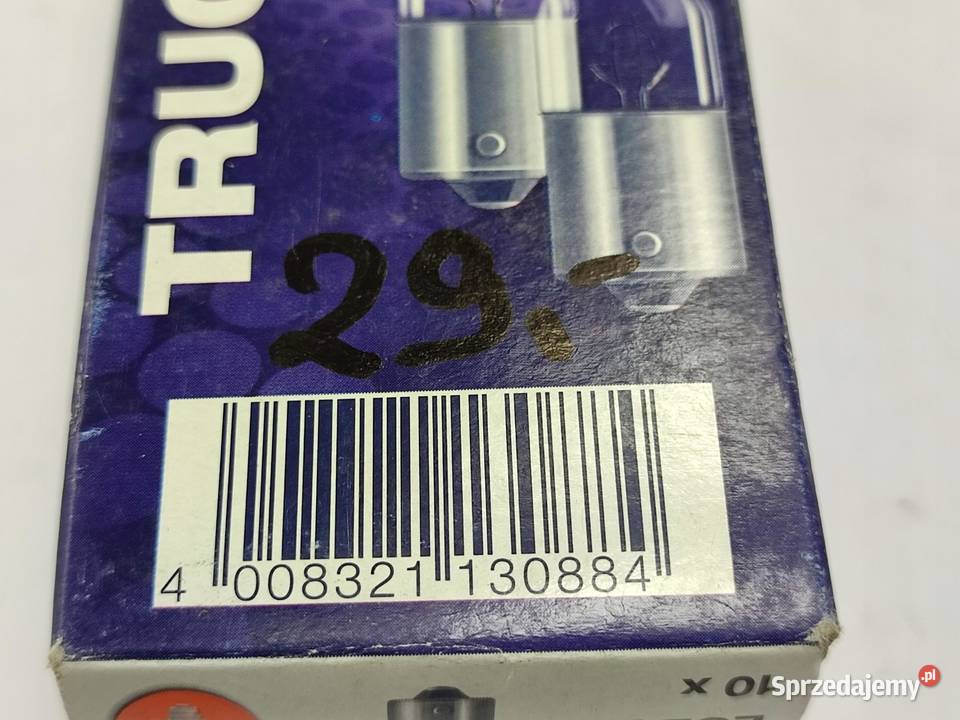 TRUC
29,-
4 008321 130884
10 x
Sprzedajemy.pl